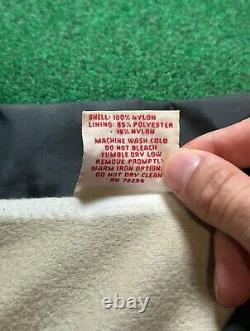 SHELL: 100% NYLON
LINING: 85% POLYESTER
15% NYLON
MACHINE WASH COLD
DO NOT BLEACH
TUMBLE DRY LOW
REMOVE PROMPTLY
WARM IRON OPTION:
DO NOT DRY CLEAN
RN 76299